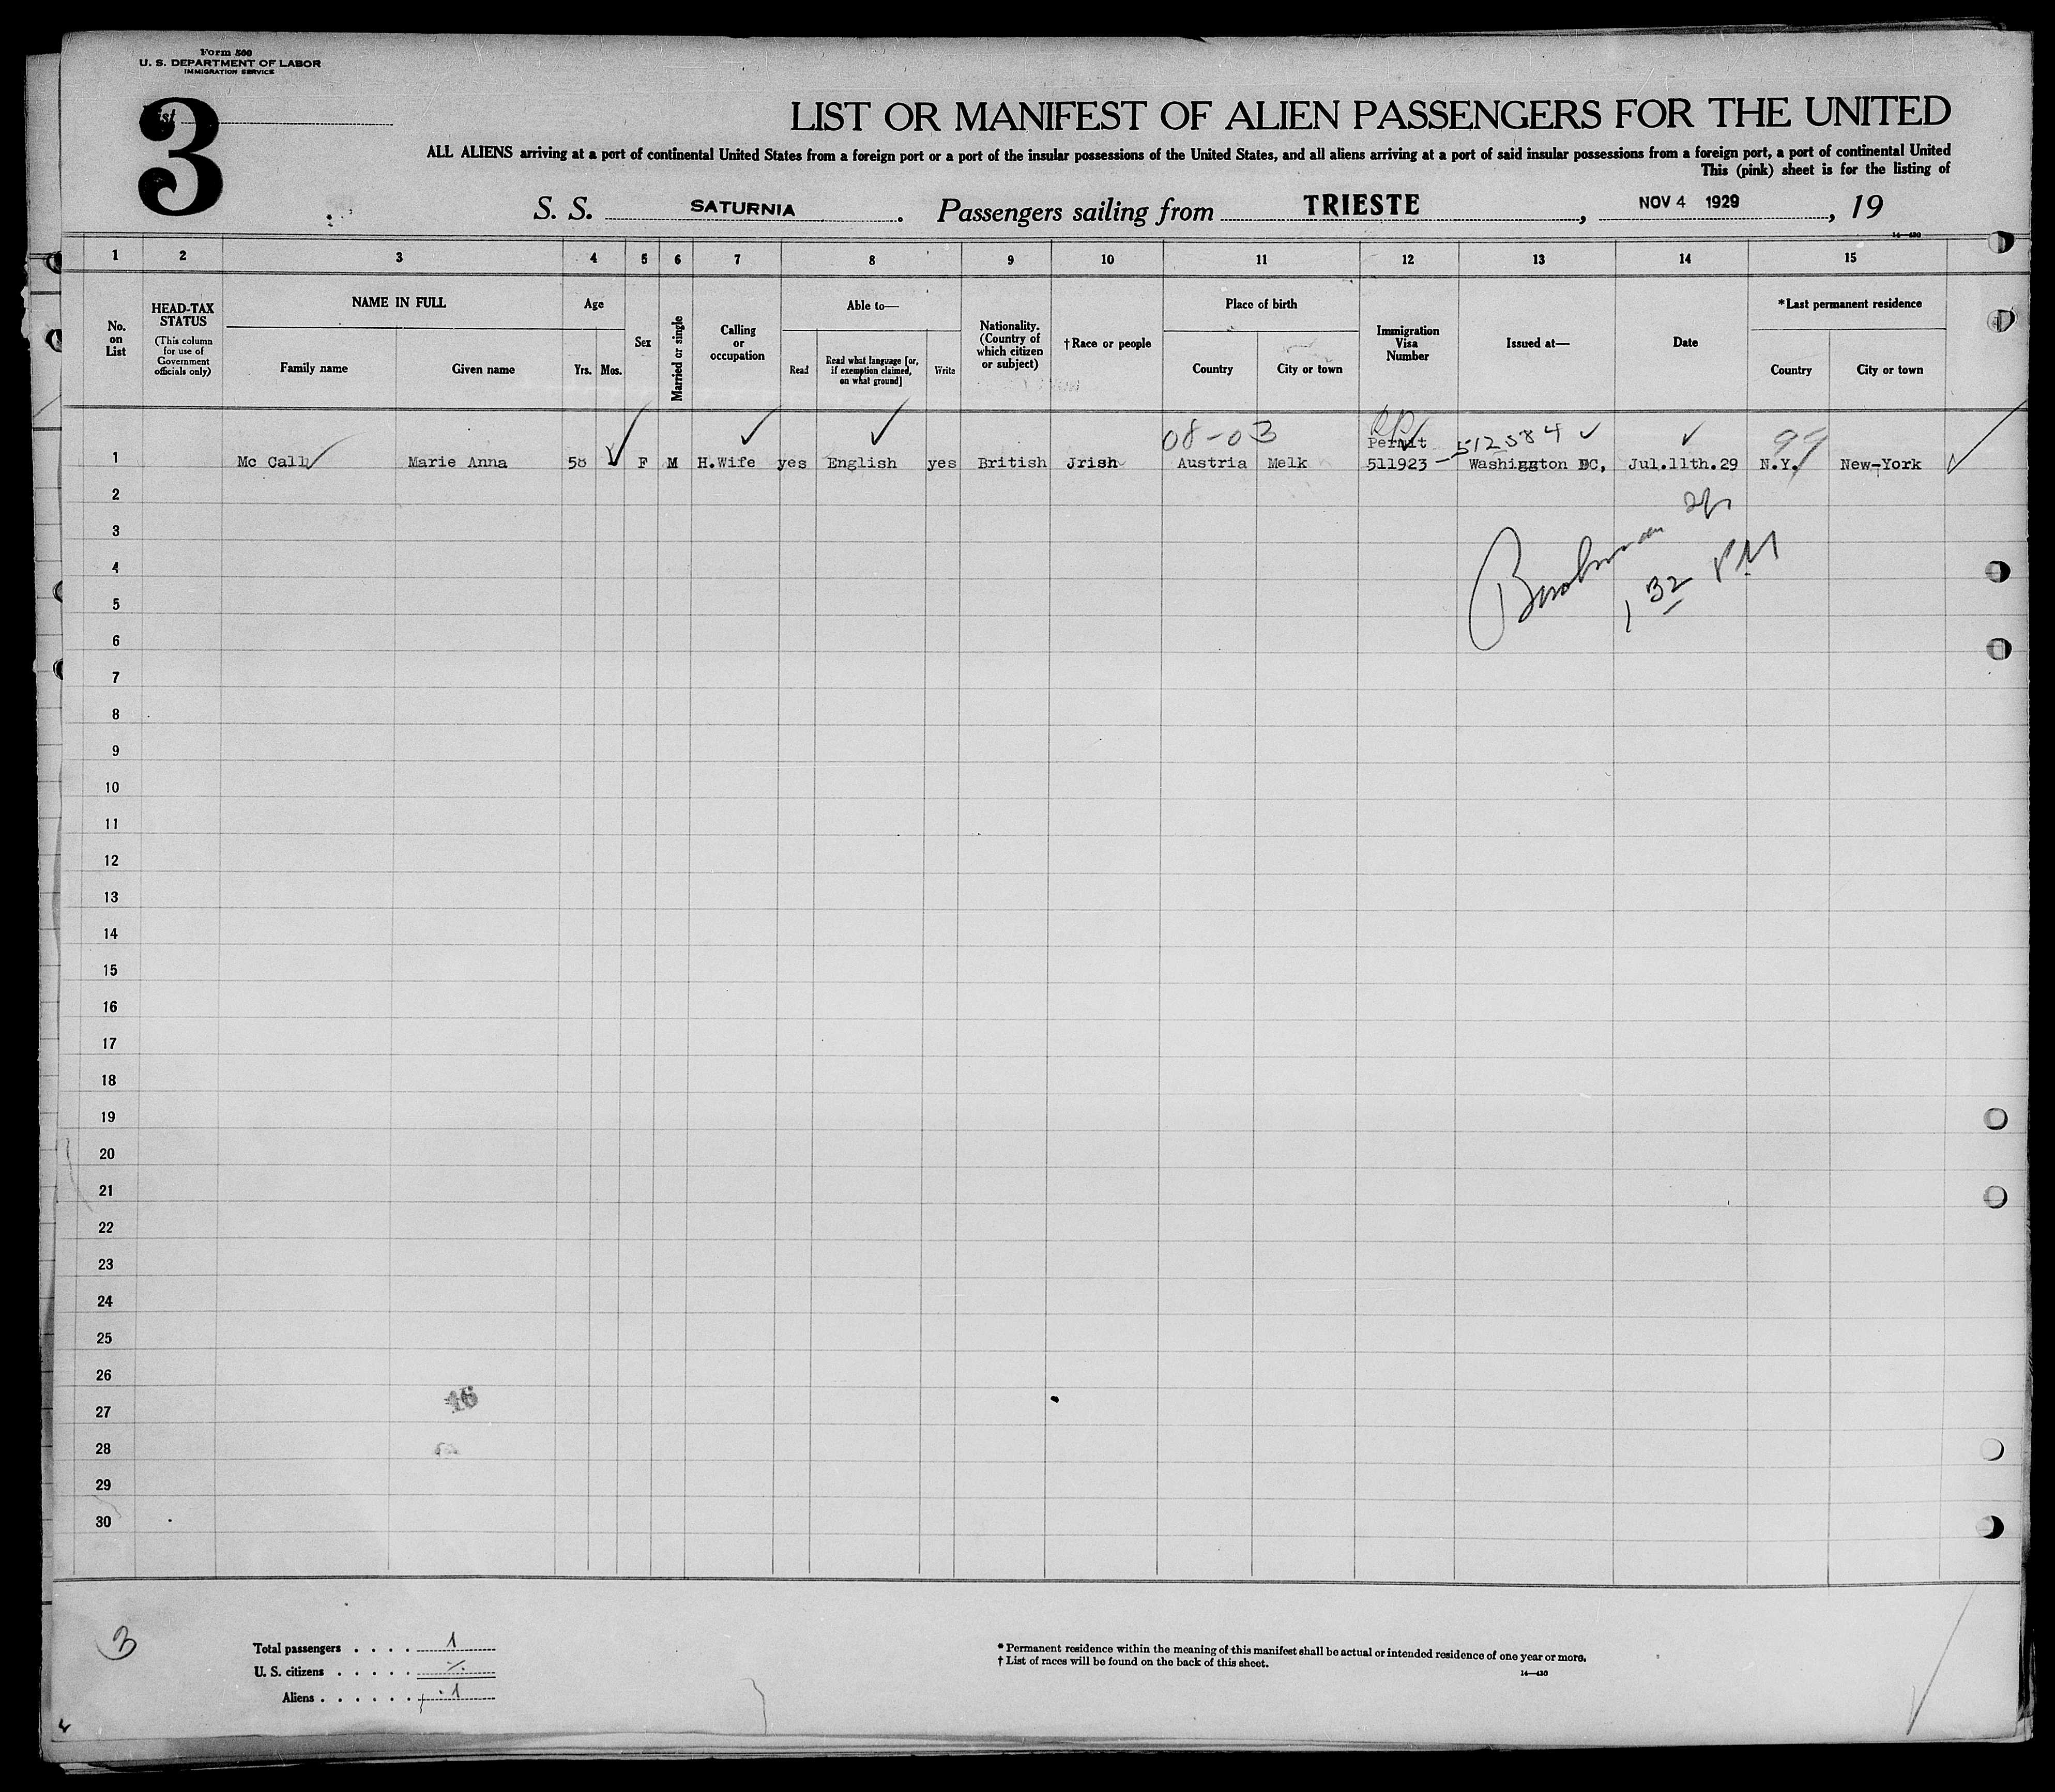 Form 500
U. S. DEPARTMENT OF LABOR
IMMIGRATION SERVICE
List
3
LIST OR MANIFEST OF ALIEN PASSENGERS FOR THE UNITED
ALL ALIENS arriving at a port of continental United States from a foreign port or a port of the insular possessions of the United States, and all aliens arriving at a port of said insular possessions from a foreign port, a port of continental United
This (pink) sheet is for the listing of
S. S. SATURNIA. Passengers sailing from TRIESTE, NOV 4 1929, 19
14—430
1 2 3 4 5 6 7 8 9 10 11 12 13 14 15
No. on List
HEAD-TAX STATUS
(This column for use of Government officials only)
NAME IN FULL
Family name Given name
Age
Yrs. Mos.
Sex
Married or single
Calling or occupation
Able to—
Read
Read what language [or, if exemption claimed, on what ground]
Write
Nationality. (Country of which citizen or subject)
†Race or people
Place of birth
Country City or town
Immigration Visa Number
Issued at—
Date
*Last permanent residence
Country City or town
08-03 Permit 512584 99
1 Mc Call Marie Anna 58 F M H.Wife yes English yes British Jrish Austria Melk 511923 – Washington DC, Jul.11th.29 N.Y. New-York
2
3
4
1 32 PM
5
6
7
8
9
10
11
12
13
14
15
16
17
18
19
20
21
22
23
24
25
26
46
27
28
29
30
3
Total passengers . . . . 1
U. S. citizens . . . . .
Aliens . . . . . . 1
* Permanent residence within the meaning of this manifest shall be actual or intended residence of one year or more.
† List of races will be found on the back of this sheet.
14—430